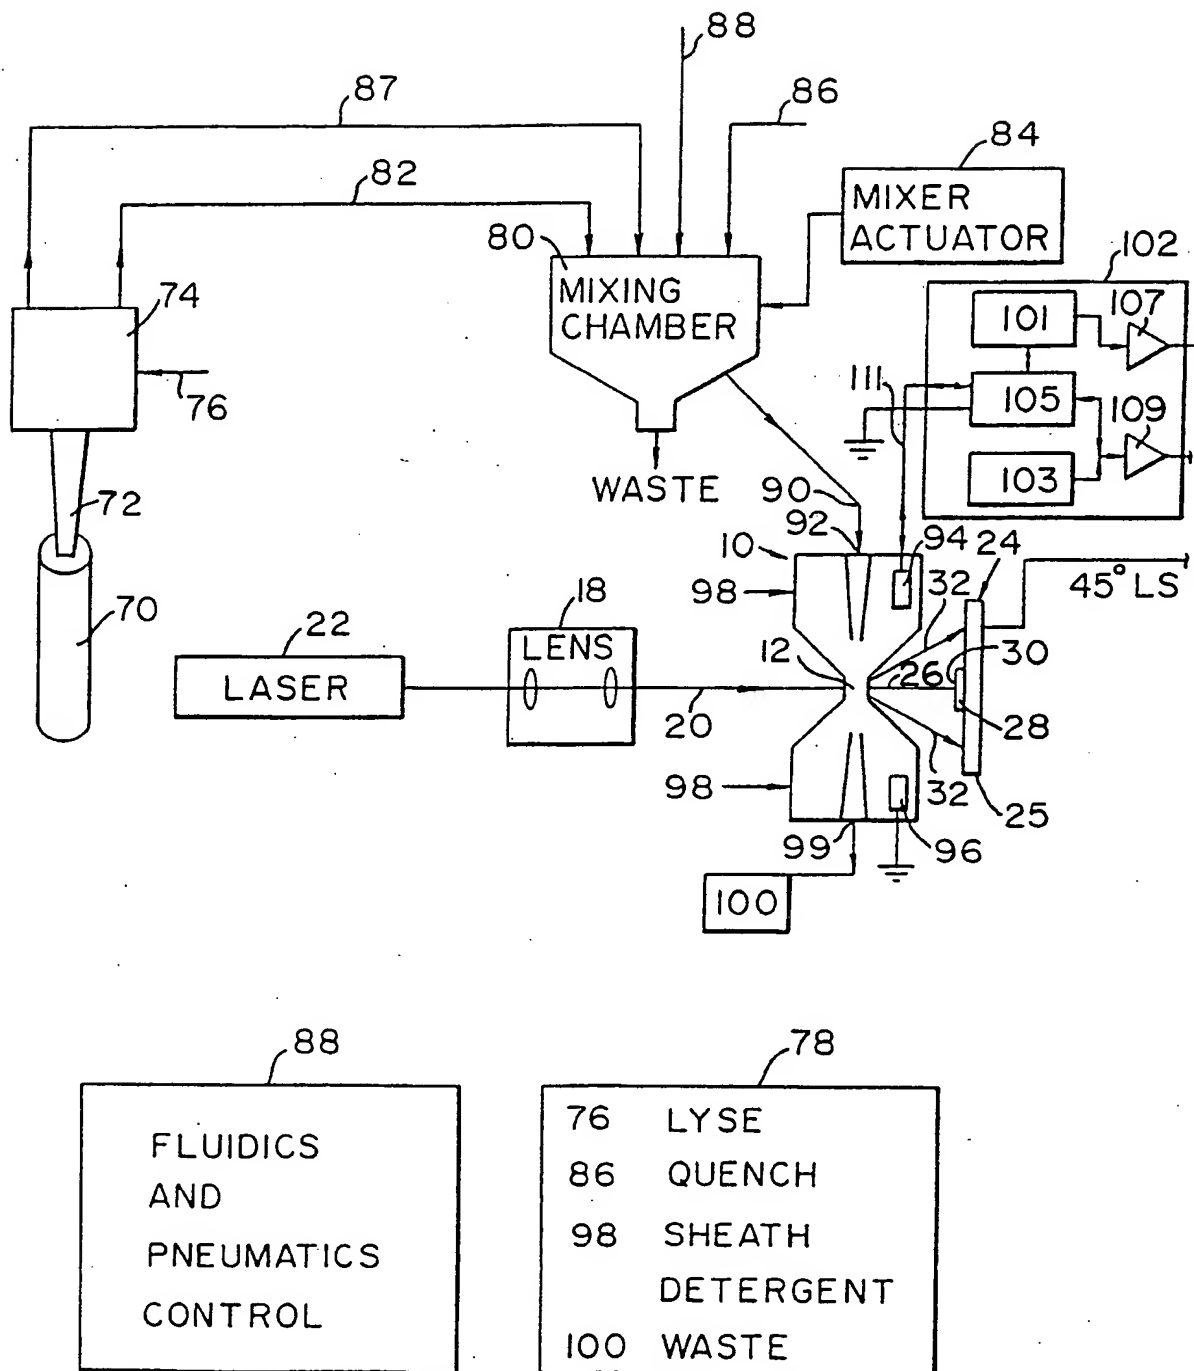 88
87
86
84
82
MIXER
ACTUATOR
80
102
MIXING
CHAMBER
74
101
107
76
111
105
109
103
72
WASTE
90
92
10
94
24
98
32
45° LS
70
18
22
LENS
12
30
LASER
26
20
28
98
32
25
99
96
100
88
FLUIDICS
AND
PNEUMATICS
CONTROL
78
76 LYSE
86 QUENCH
98 SHEATH
DETERGENT
100 WASTE